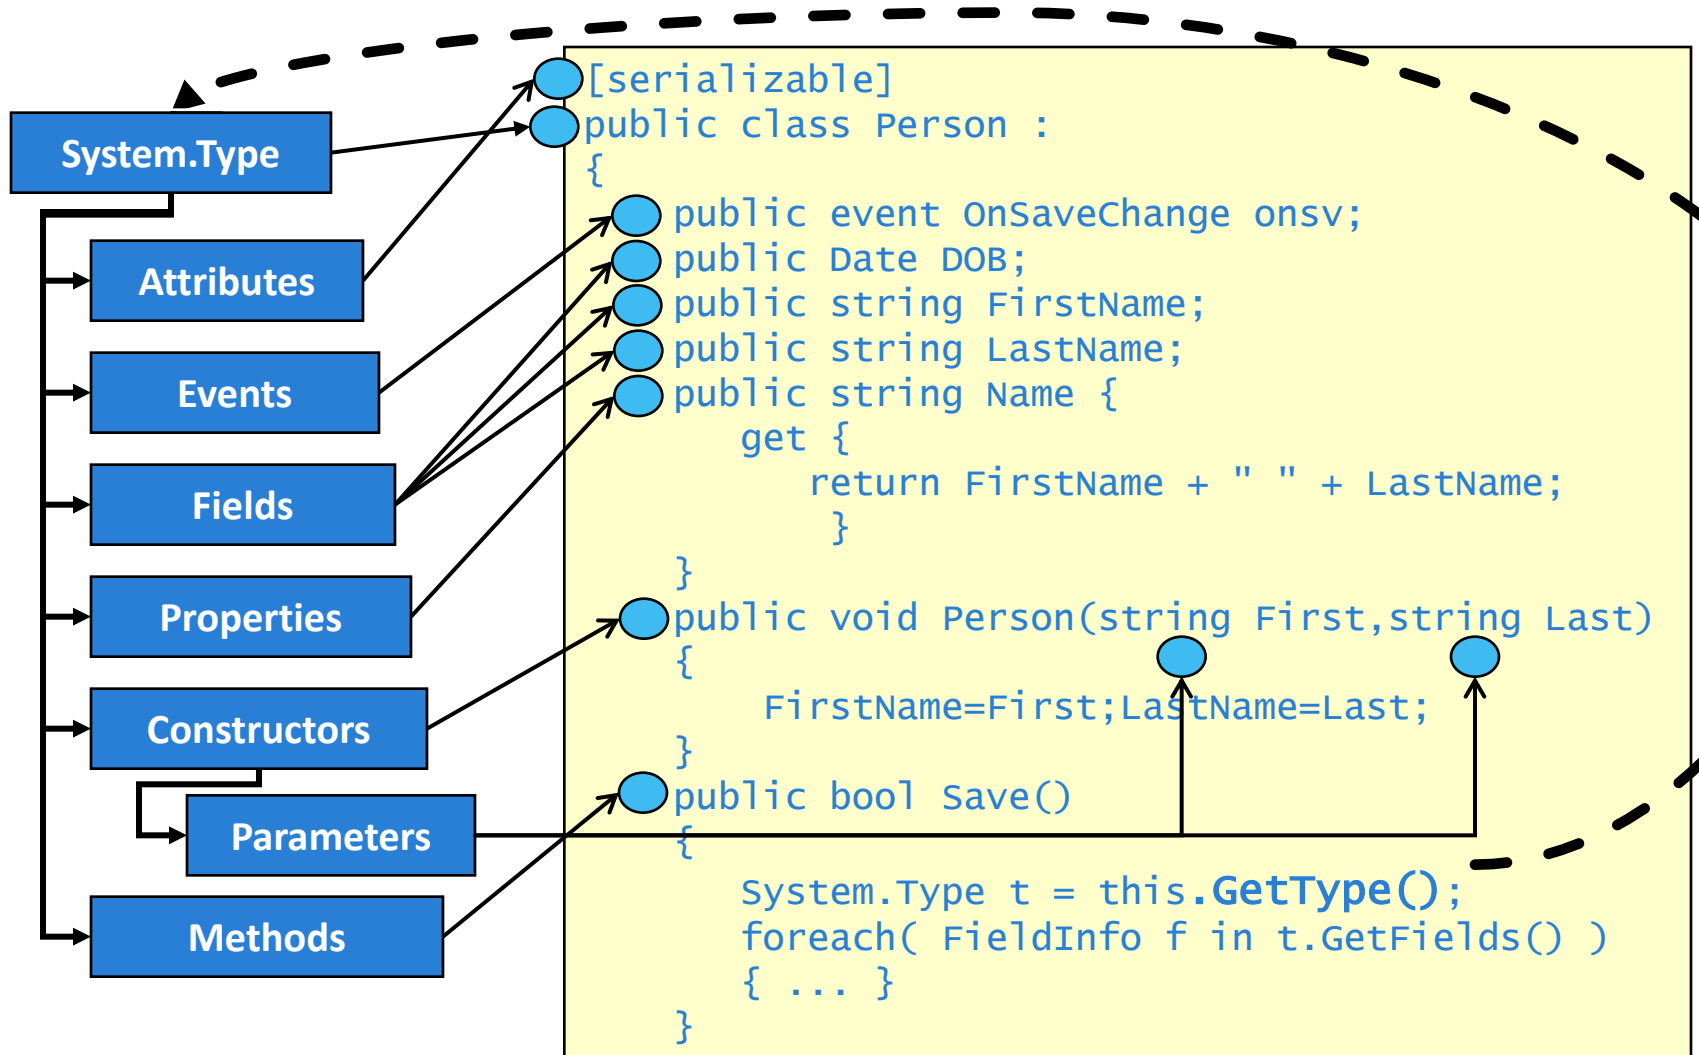 System.Type
Attributes
Events
Fields
Properties
Constructors
Parameters
Methods
[serializable]
public class Person :
{
public event OnSaveChange onsv;
public Date DOB;
public string FirstName;
public string LastName;
public string Name {
get {
return FirstName + " " + LastName;
}
}
public void Person(string First,string Last)
{
FirstName=First;LastName=Last;
}
public bool Save()
{
System.Type t = this.GetType();
foreach( FieldInfo f in t.GetFields() )
{ ... }
}